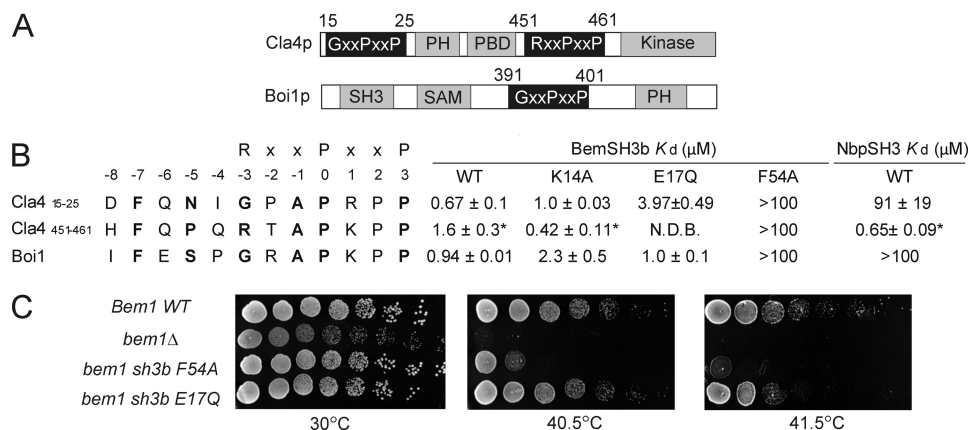 A
15 25 451 461
Cla4p GxxPxxP PH PBD RxxPxxP Kinase
391 401
Boi1p SH3 SAM GxxPxxP PH
B
R x x P x x P BemSH3b Kd (μM) NbpSH3 Kd (μM)
-8 -7 -6 -5 -4 -3 -2 -1 0 1 2 3 WT K14A E17Q F54A WT
Cla4 15-25 D F Q N I G P A P R P P 0.67 ± 0.1 1.0 ± 0.03 3.97±0.49 >100 91 ± 19
Cla4 451-461 H F Q P Q R T A P K P P 1.6 ± 0.3* 0.42 ± 0.11* N.D.B. >100 0.65± 0.09*
Boi1 I F E S P G R A P K P P 0.94 ± 0.01 2.3 ± 0.5 1.0 ± 0.1 >100 >100
C
Bem1 WT
bem1Δ
bem1 sh3b F54A
bem1 sh3b E17Q
30°C 40.5°C 41.5°C